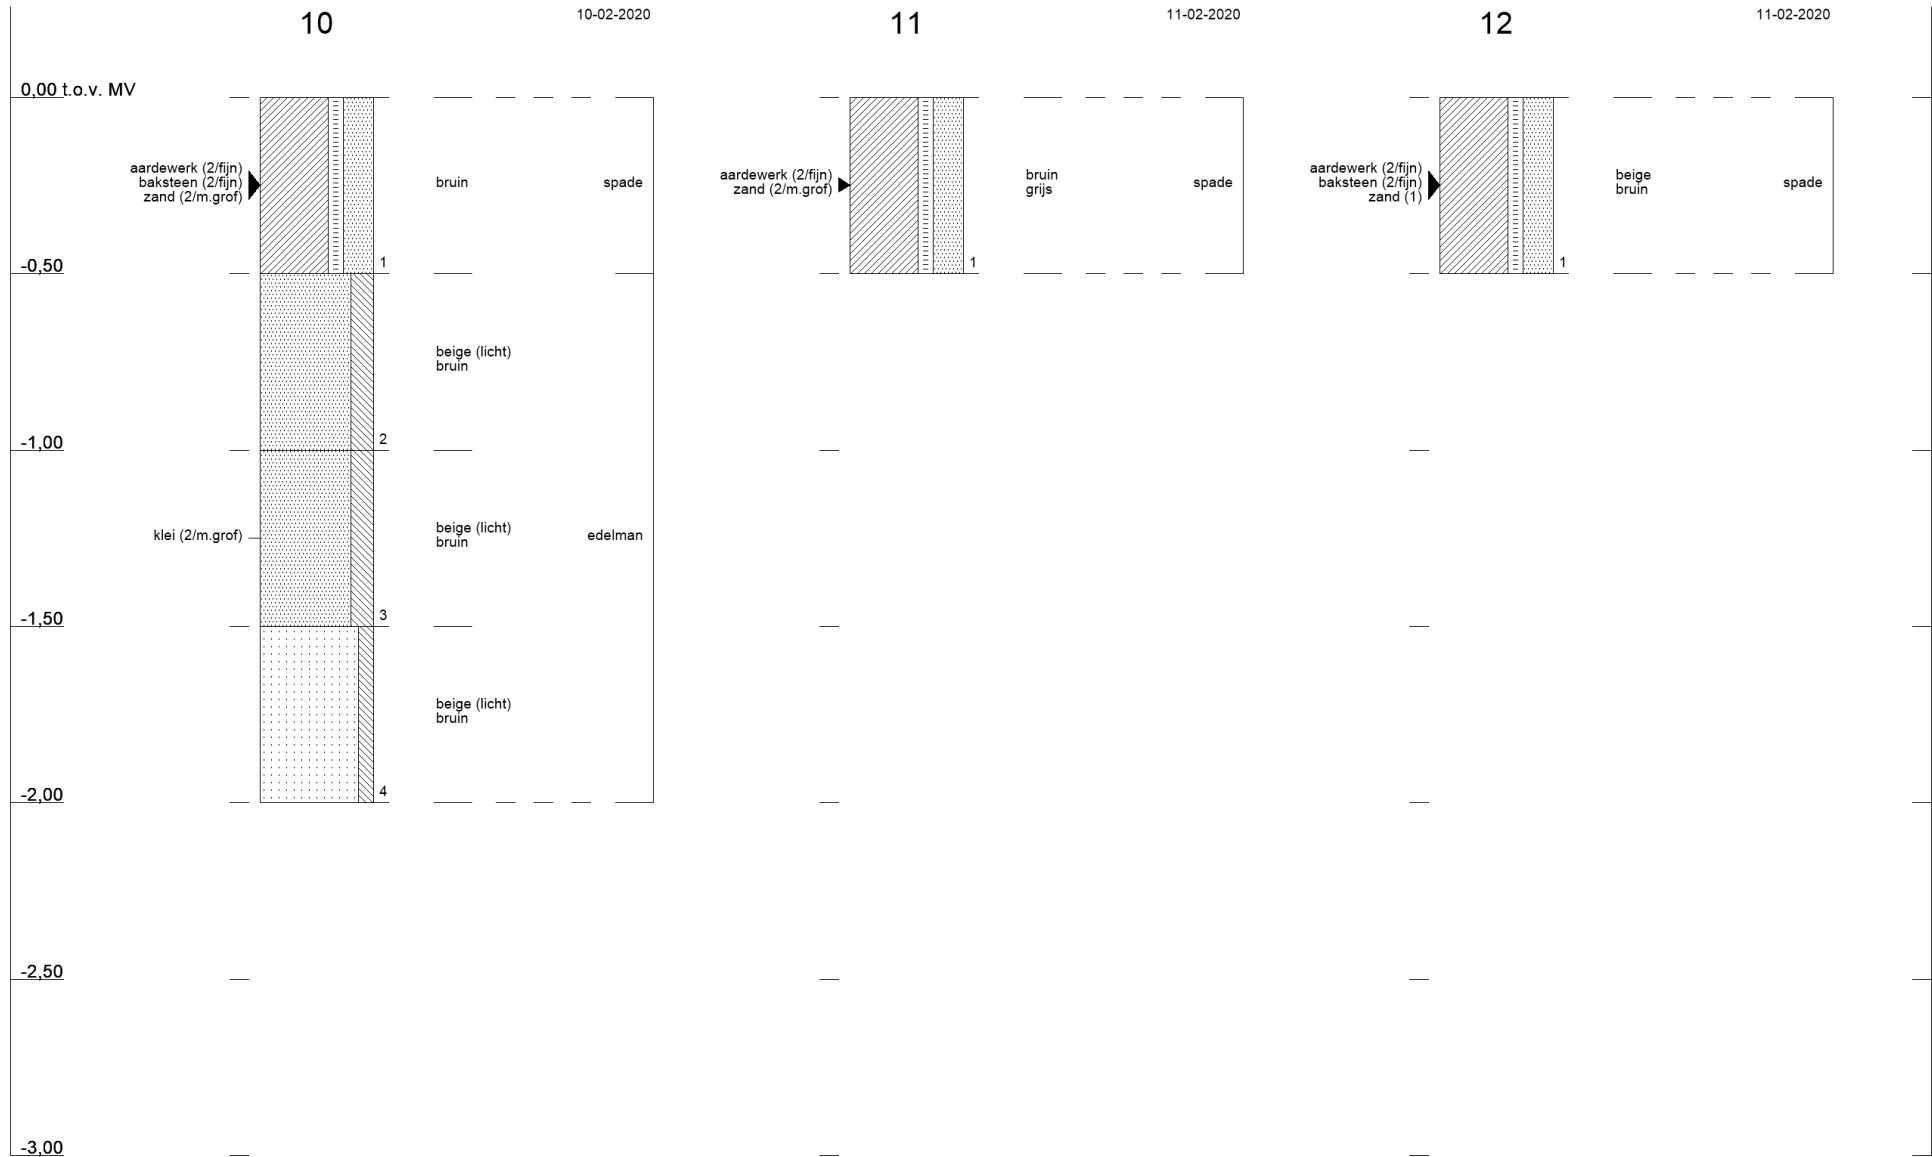 10
10-02-2020
11
11-02-2020
12
11-02-2020
0,00 t.o.v. MV
aardewerk (2/fijn)
baksteen (2/fijn)
zand (2/m.grof)
bruin
spade
1
aardewerk (2/fijn)
zand (2/m.grof)
bruin
grijs
spade
1
aardewerk (2/fijn)
baksteen (2/fijn)
zand (1)
beige
bruin
spade
1
-0,50
beige (licht)
bruin
2
-1,00
klei (2/m.grof)
beige (licht)
bruin
edelman
3
-1,50
beige (licht)
bruin
4
-2,00
-2,50
-3,00